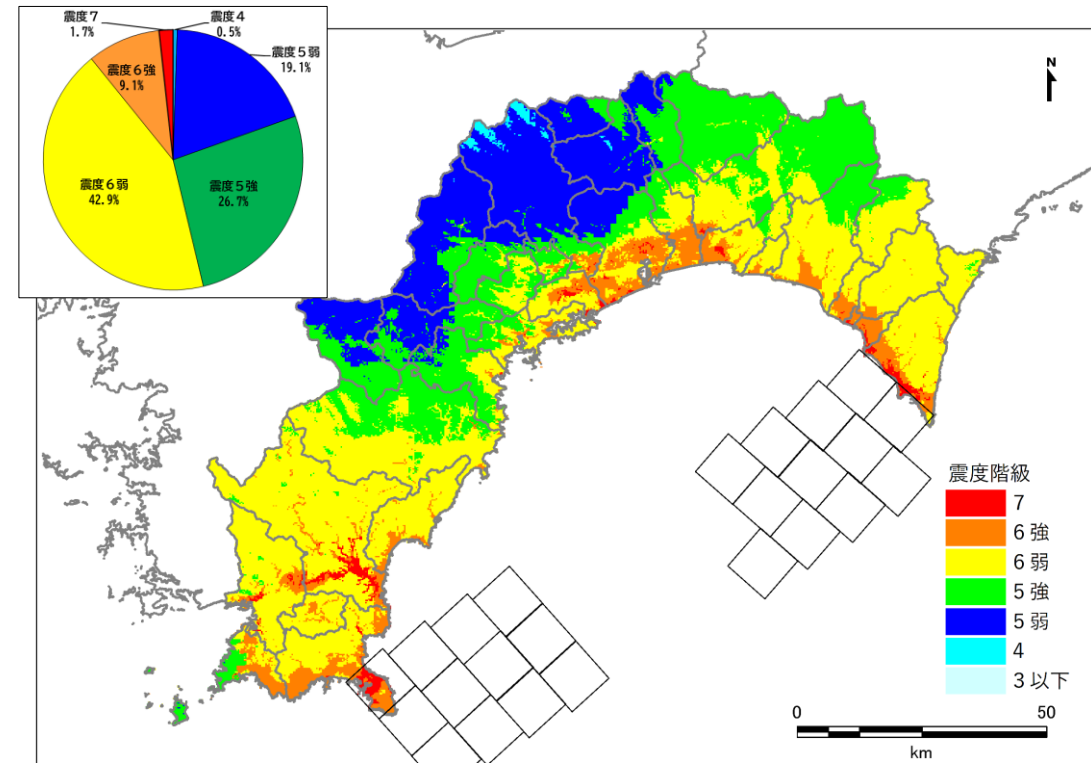 震度7
1.7%
震度4
0.5%
震度5弱
19.1%
震度6強
9.1%
震度6弱
42.9%
震度5強
26.7%
N
震度階級
7
6強
6弱
5強
5弱
4
3以下
0 50
km